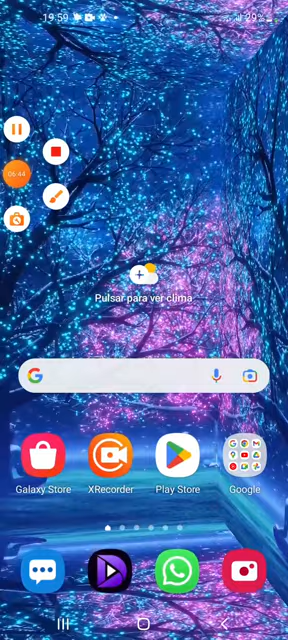 19:59
29%
06:44
Pulsar para ver clima
Galaxy Store
XRecorder
Play Store
Google